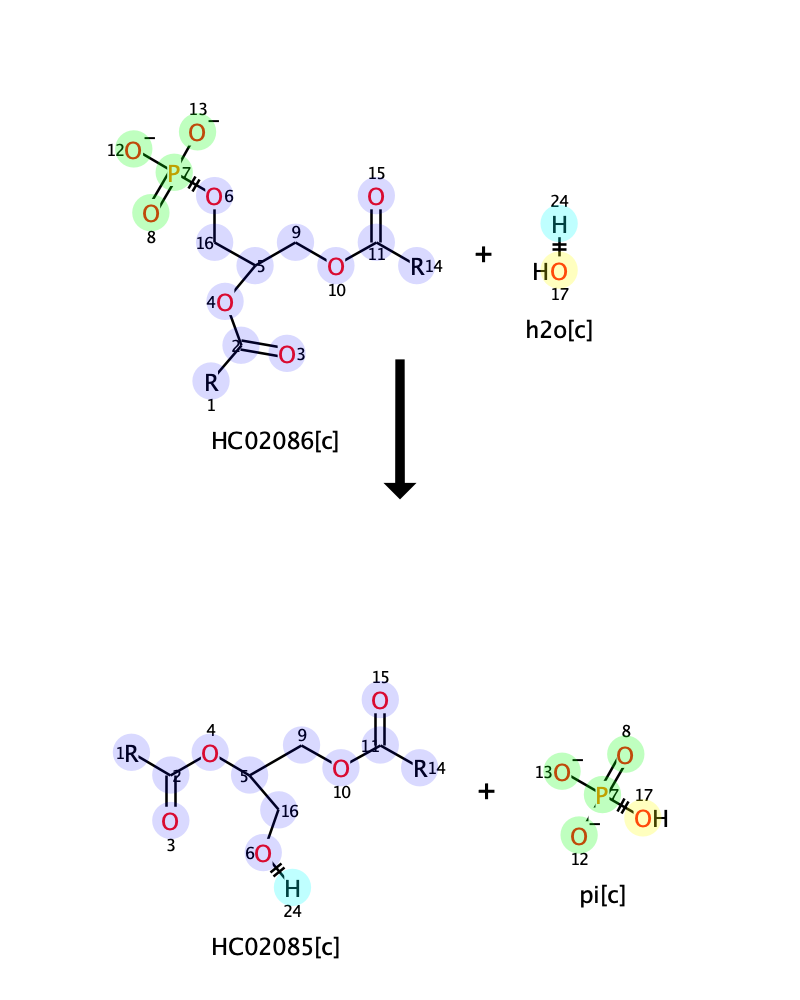 13
12 O −
O −
P 7
O 6
O
8
16
5
9
O
10
15
O
11
R 14
4 O
2
O 3
R
1
HC02086[c]
+
24
H
HO
17
h2o[c]
15
O
4
O
9
11
1 R
2
5
O
10
R 14
O
3
16
6 O
H
24
HC02085[c]
+
8
O
13 O −
P 7
17
OH
O −
12
pi[c]